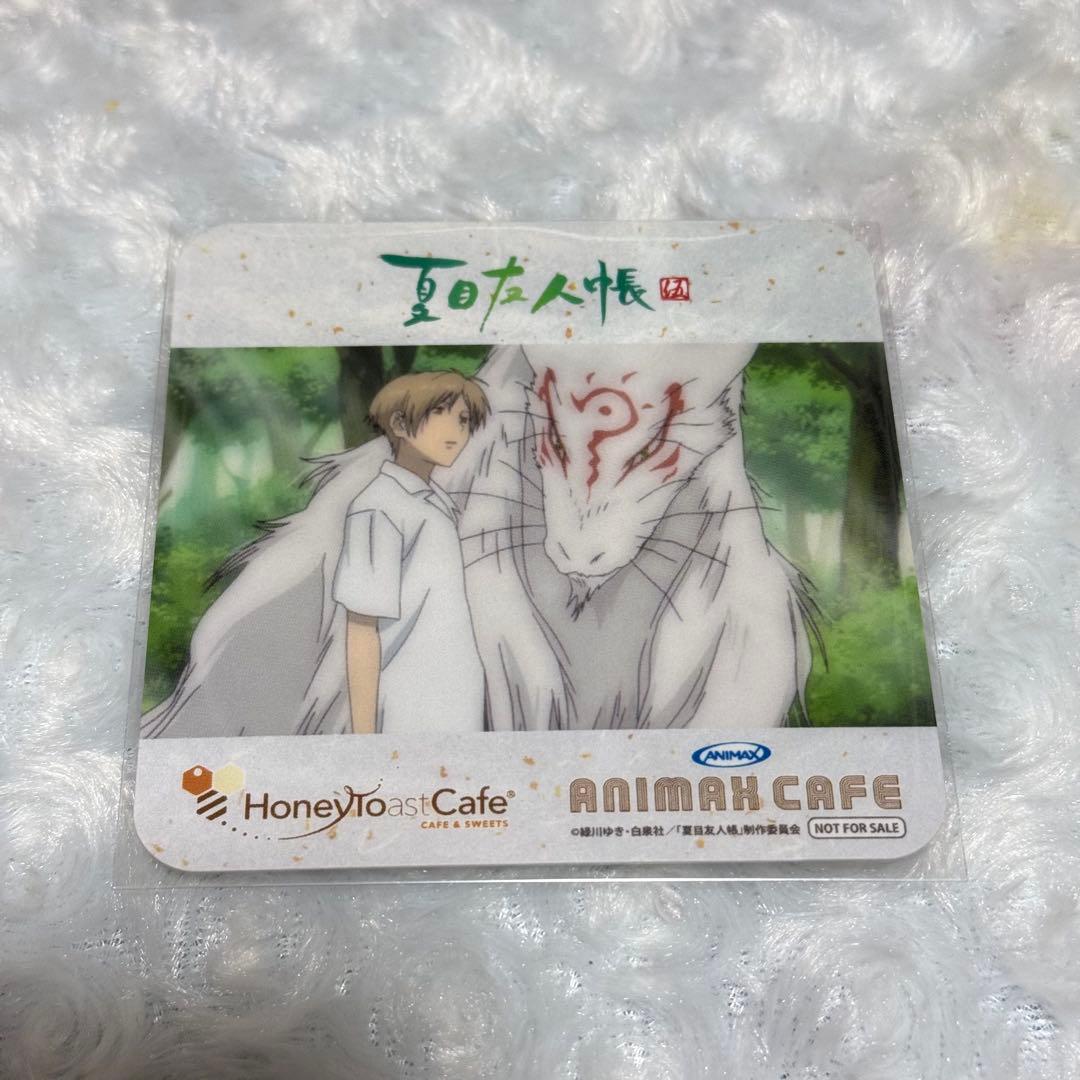 夏目友人帳 伍
HoneyToastCafe®
CAFE & SWEETS
ANIMAX
ANIMAX CAFE
©緑川ゆき・白泉社／「夏目友人帳」制作委員会
NOT FOR SALE